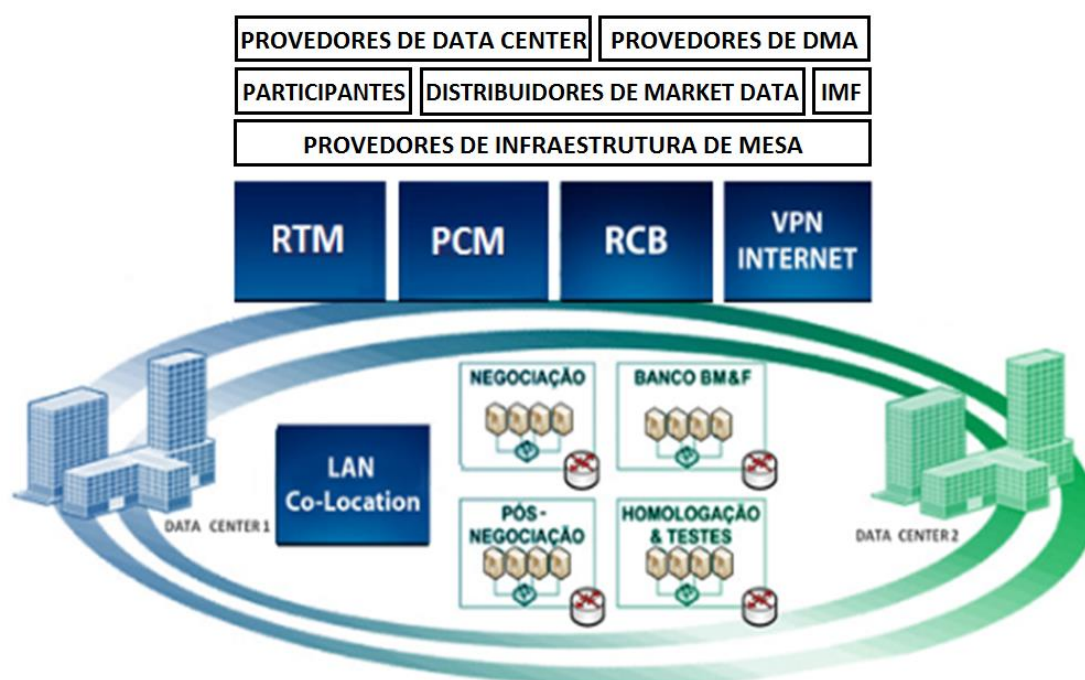 PROVEDORES DE DATA CENTER
PROVEDORES DE DMA
PARTICIPANTES
DISTRIBUIDORES DE MARKET DATA
IMF
PROVEDORES DE INFRAESTRUTURA DE MESA
RTM
PCM
RCB
VPN
INTERNET
NEGOCIAÇÃO
BANCO BM&F
LAN
Co-Location
PÓS -
NEGOCIAÇÃO
HOMOLOGAÇÃO
& TESTES
DATA CENTER 1
DATA CENTER 2